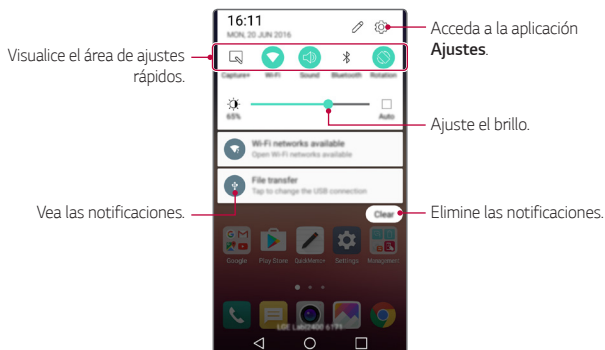 16:11
MON, 20 JUN 2016
Acceda a la aplicación
Ajustes.
Visualice el área de ajustes
rápidos.
Capture+ Wi-Fi Sound Bluetooth Rotation
65% Auto
Ajuste el brillo.
Wi-Fi networks available
Open Wi-Fi networks available
File transfer
Tap to change the USB connection
Vea las notificaciones.
Clear
Elimine las notificaciones.
Google Play Store QuickMemo+ Settings Management